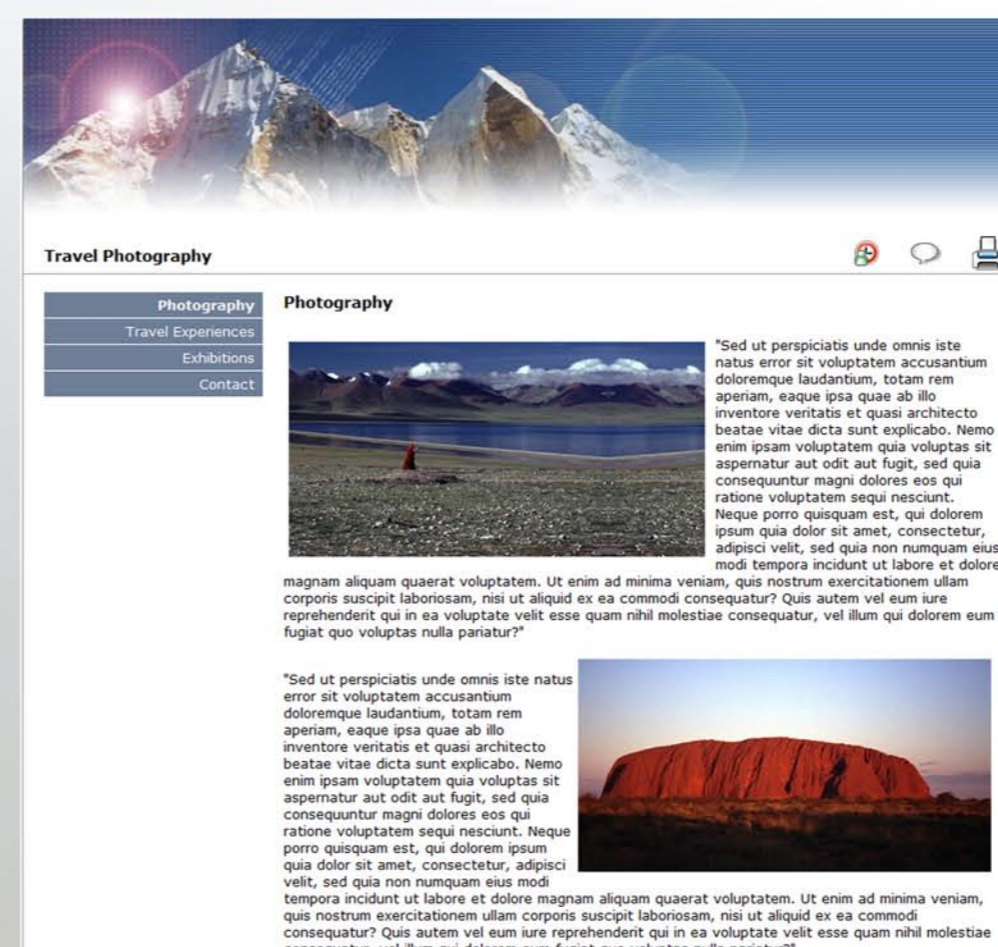 Travel Photography
Photography
Travel Experiences
Exhibitions
Contact
Photography
"Sed ut perspiciatis unde omnis iste
natus error sit voluptatem accusantium
doloremque laudantium, totam rem
aperiam, eaque ipsa quae ab illo
inventore veritatis et quasi architecto
beatae vitae dicta sunt explicabo. Nemo
enim ipsam voluptatem quia voluptas sit
aspernatur aut odit aut fugit, sed quia
consequuntur magni dolores eos qui
ratione voluptatem sequi nesciunt.
Neque porro quisquam est, qui dolorem
ipsum quia dolor sit amet, consectetur,
adipisci velit, sed quia non numquam eius
modi tempora incidunt ut labore et dolore
magnam aliquam quaerat voluptatem. Ut enim ad minima veniam, quis nostrum exercitationem ullam
corporis suscipit laboriosam, nisi ut aliquid ex ea commodi consequatur? Quis autem vel eum iure
reprehenderit qui in ea voluptate velit esse quam nihil molestiae consequatur, vel illum qui dolorem eum
fugiat quo voluptas nulla pariatur?"
"Sed ut perspiciatis unde omnis iste natus
error sit voluptatem accusantium
doloremque laudantium, totam rem
aperiam, eaque ipsa quae ab illo
inventore veritatis et quasi architecto
beatae vitae dicta sunt explicabo. Nemo
enim ipsam voluptatem quia voluptas sit
aspernatur aut odit aut fugit, sed quia
consequuntur magni dolores eos qui
ratione voluptatem sequi nesciunt. Neque
porro quisquam est, qui dolorem ipsum
quia dolor sit amet, consectetur, adipisci
velit, sed quia non numquam eius modi
tempora incidunt ut labore et dolore magnam aliquam quaerat voluptatem. Ut enim ad minima veniam,
quis nostrum exercitationem ullam corporis suscipit laboriosam, nisi ut aliquid ex ea commodi
consequatur? Quis autem vel eum iure reprehenderit qui in ea voluptate velit esse quam nihil molestiae